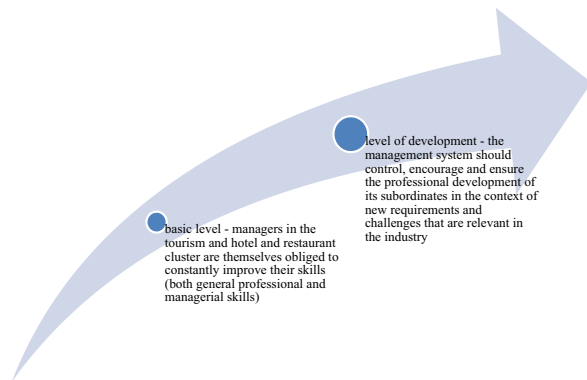 basic level - managers in the
tourism and hotel and restaurant
cluster are themselves obliged to
constantly improve their skills
(both general professional and
managerial skills)
level of development - the
management system should
control, encourage and ensure
the professional development of
its subordinates in the context of
new requirements and
challenges that are relevant in
the industry